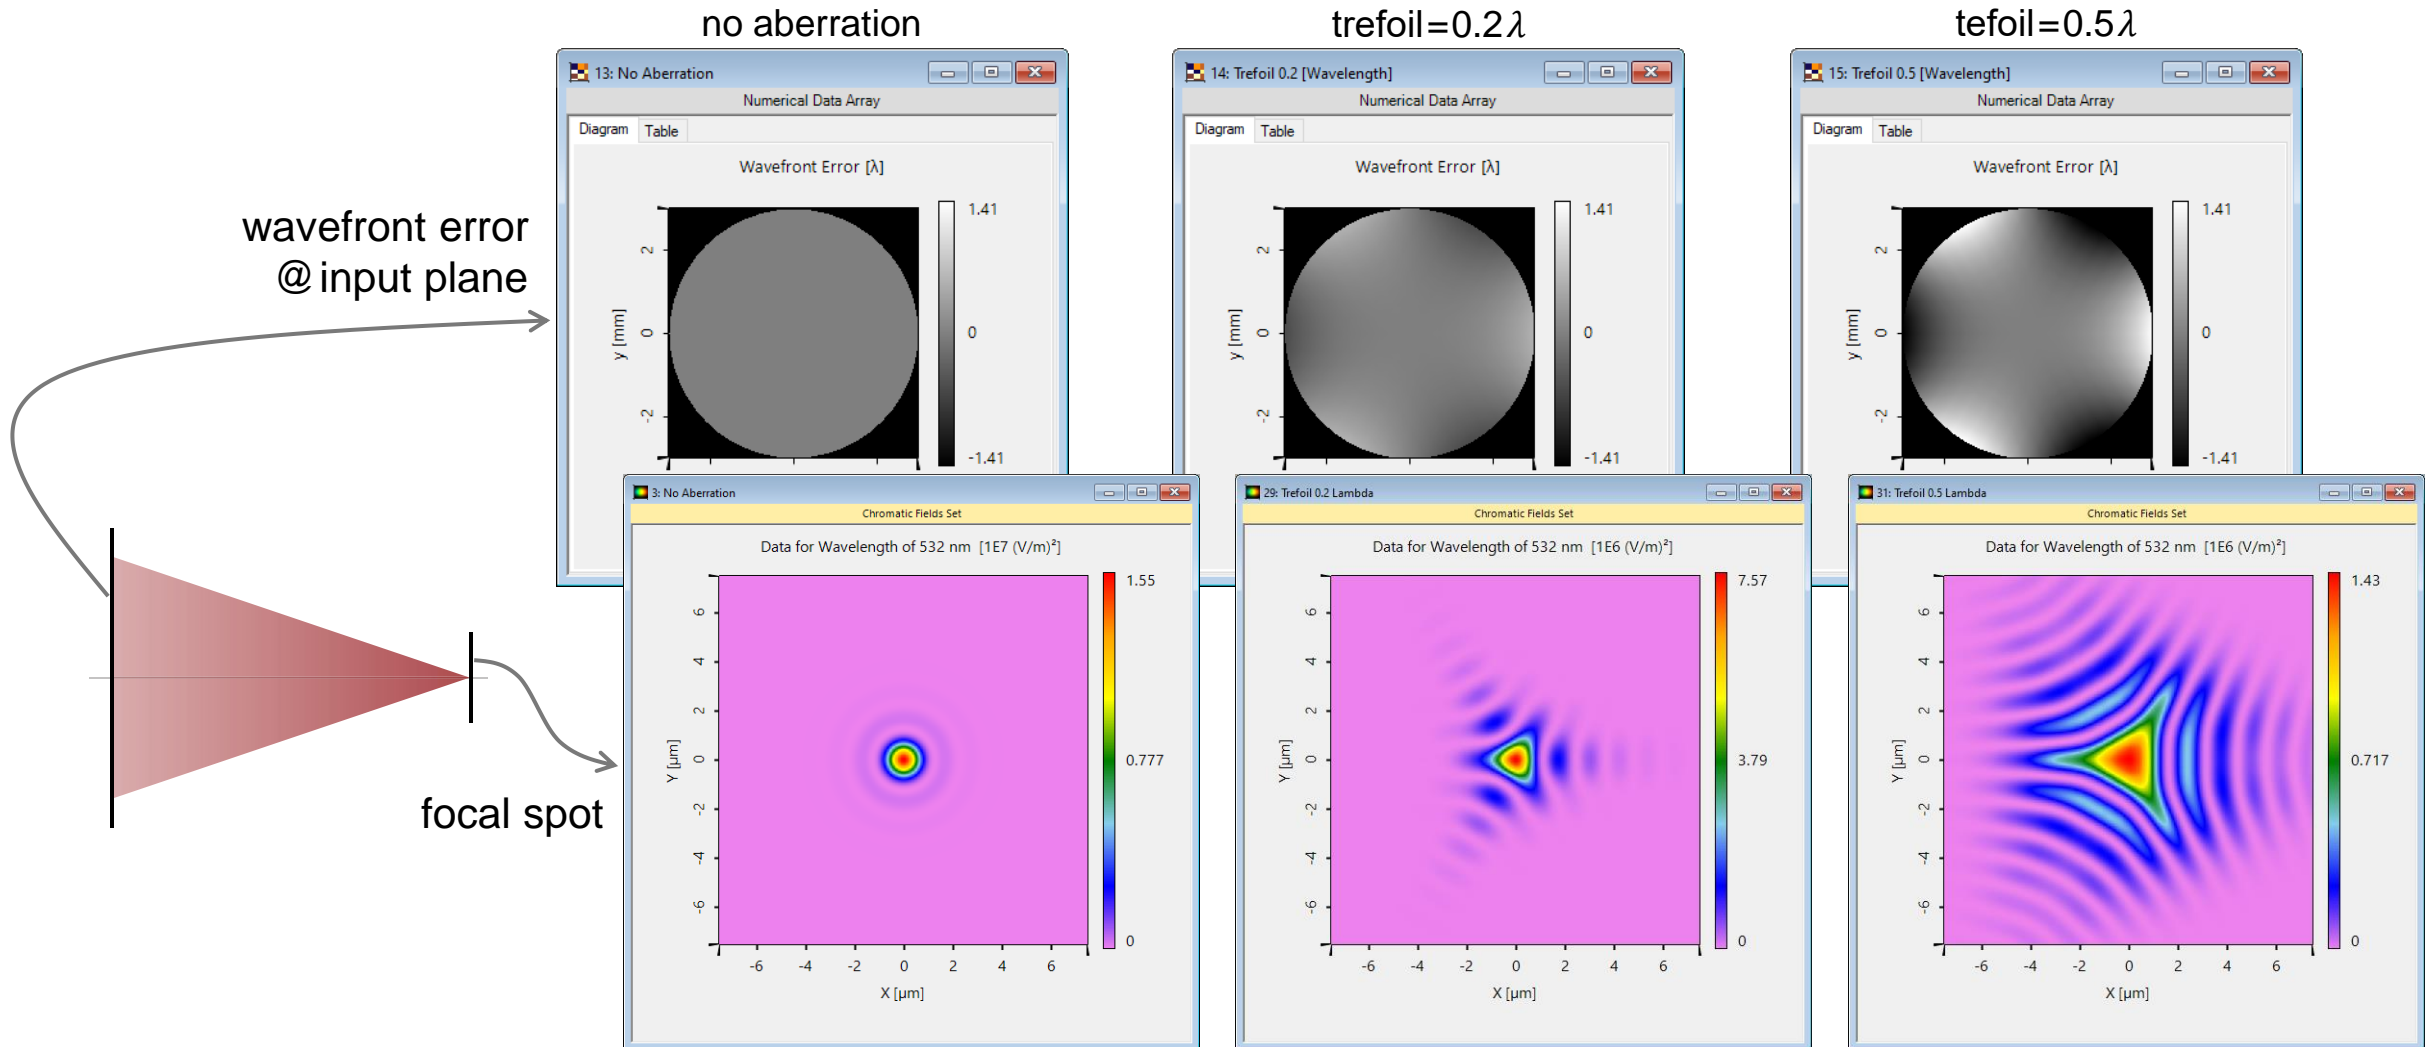 no aberration
trefoil=0.2λ
tefoil=0.5λ
13: No Aberration
Numerical Data Array
Diagram Table
Wavefront Error [λ]
1.41
0
-1.41
y [mm]
2
0
-2
14: Trefoil 0.2 [Wavelength]
Numerical Data Array
Diagram Table
Wavefront Error [λ]
1.41
0
-1.41
y [mm]
2
0
-2
15: Trefoil 0.5 [Wavelength]
Numerical Data Array
Diagram Table
Wavefront Error [λ]
1.41
0
-1.41
y [mm]
2
0
-2
wavefront error
@ input plane
focal spot
3: No Aberration
Chromatic Fields Set
Data for Wavelength of 532 nm [1E7 (V/m)²]
1.55
0.777
0
Y [µm]
6
4
2
0
-2
-4
-6
-6 -4 -2 0 2 4 6
X [µm]
29: Trefoil 0.2 Lambda
Chromatic Fields Set
Data for Wavelength of 532 nm [1E6 (V/m)²]
7.57
3.79
0
Y [µm]
6
4
2
0
-2
-4
-6
-6 -4 -2 0 2 4 6
X [µm]
31: Trefoil 0.5 Lambda
Chromatic Fields Set
Data for Wavelength of 532 nm [1E6 (V/m)²]
1.43
0.717
0
Y [µm]
6
4
2
0
-2
-4
-6
-6 -4 -2 0 2 4 6
X [µm]